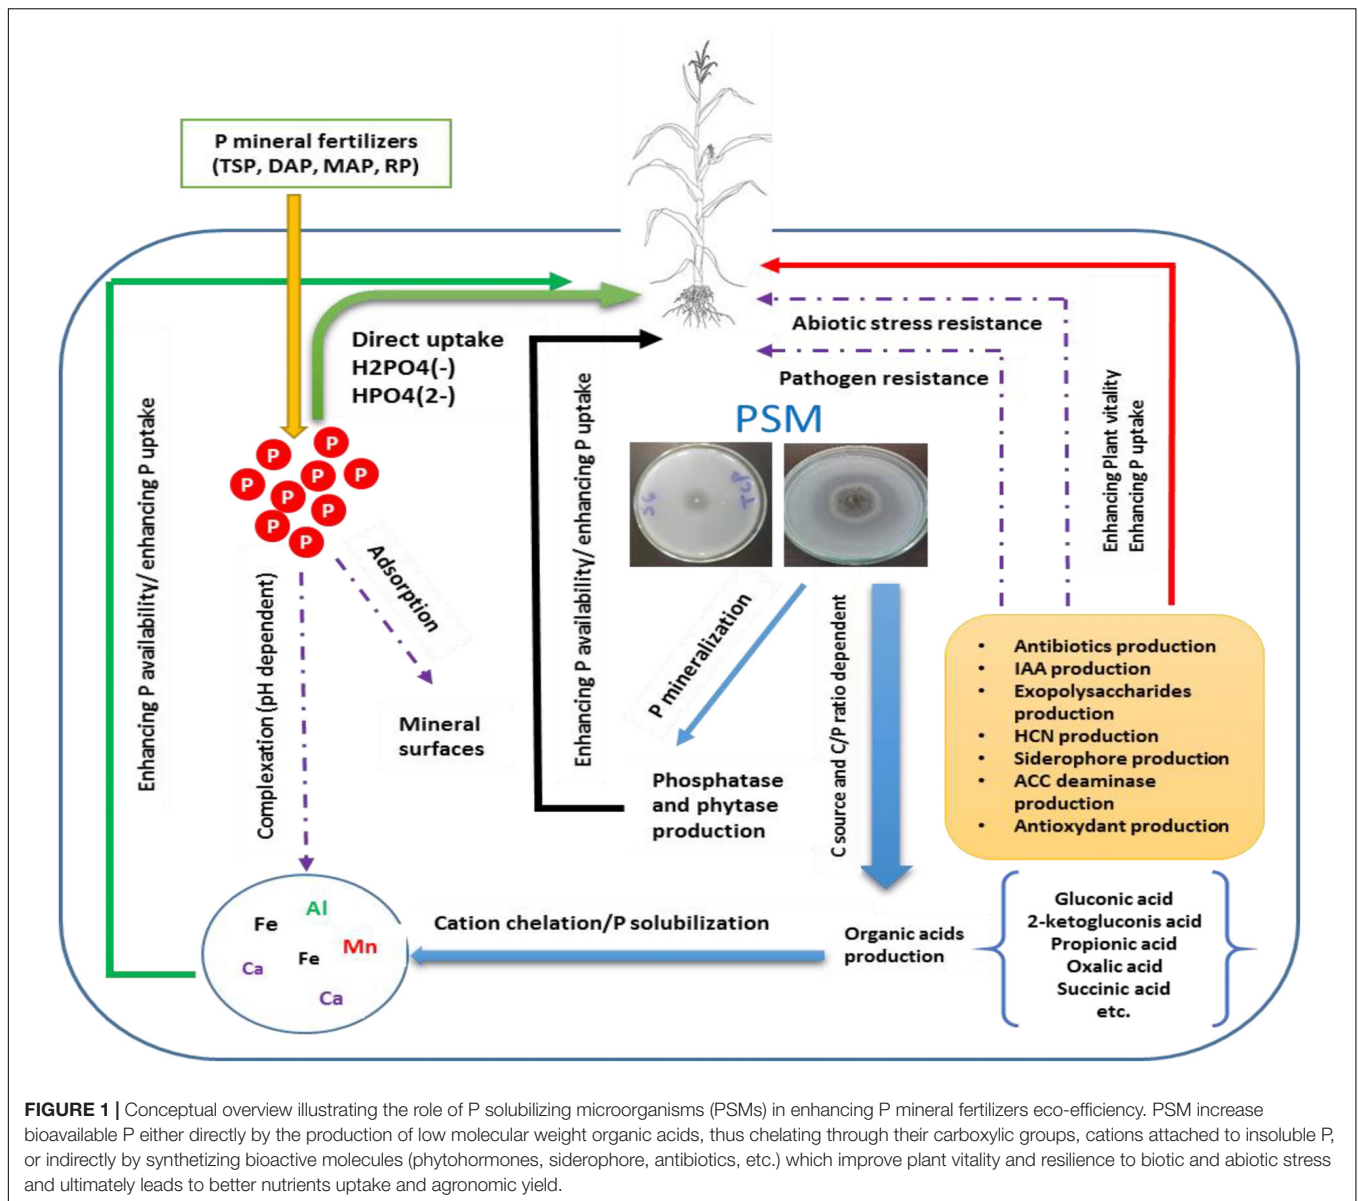 P mineral fertilizers
(TSP, DAP, MAP, RP)
Direct uptake
H2PO4(-)
HPO4(2-)
Abiotic stress resistance
Pathogen resistance
PSM
SC
TCP
Enhancing P availability/ enhancing P uptake
P
P
P
P
P
P
P
P
P
P
Adsorption
Complexation (pH dependent)
Mineral
surfaces
Enhancing P availability/ enhancing P uptake
P mineralization
C source and C/P ratio dependent
Phosphatase
and phytase
production
Enhancing Plant vitality
Enhancing P uptake
• Antibiotics production
• IAA production
• Exopolysaccharides
production
• HCN production
• Siderophore production
• ACC deaminase
production
• Antioxydant production
Fe
Al
Mn
Ca
Fe
Ca
Cation chelation/P solubilization
Organic acids
production
Gluconic acid
2-ketogluconis acid
Propionic acid
Oxalic acid
Succinic acid
etc.
FIGURE 1 | Conceptual overview illustrating the role of P solubilizing microorganisms (PSMs) in enhancing P mineral fertilizers eco-efficiency. PSM increase
bioavailable P either directly by the production of low molecular weight organic acids, thus chelating through their carboxylic groups, cations attached to insoluble P,
or indirectly by synthetizing bioactive molecules (phytohormones, siderophore, antibiotics, etc.) which improve plant vitality and resilience to biotic and abiotic stress
and ultimately leads to better nutrients uptake and agronomic yield.